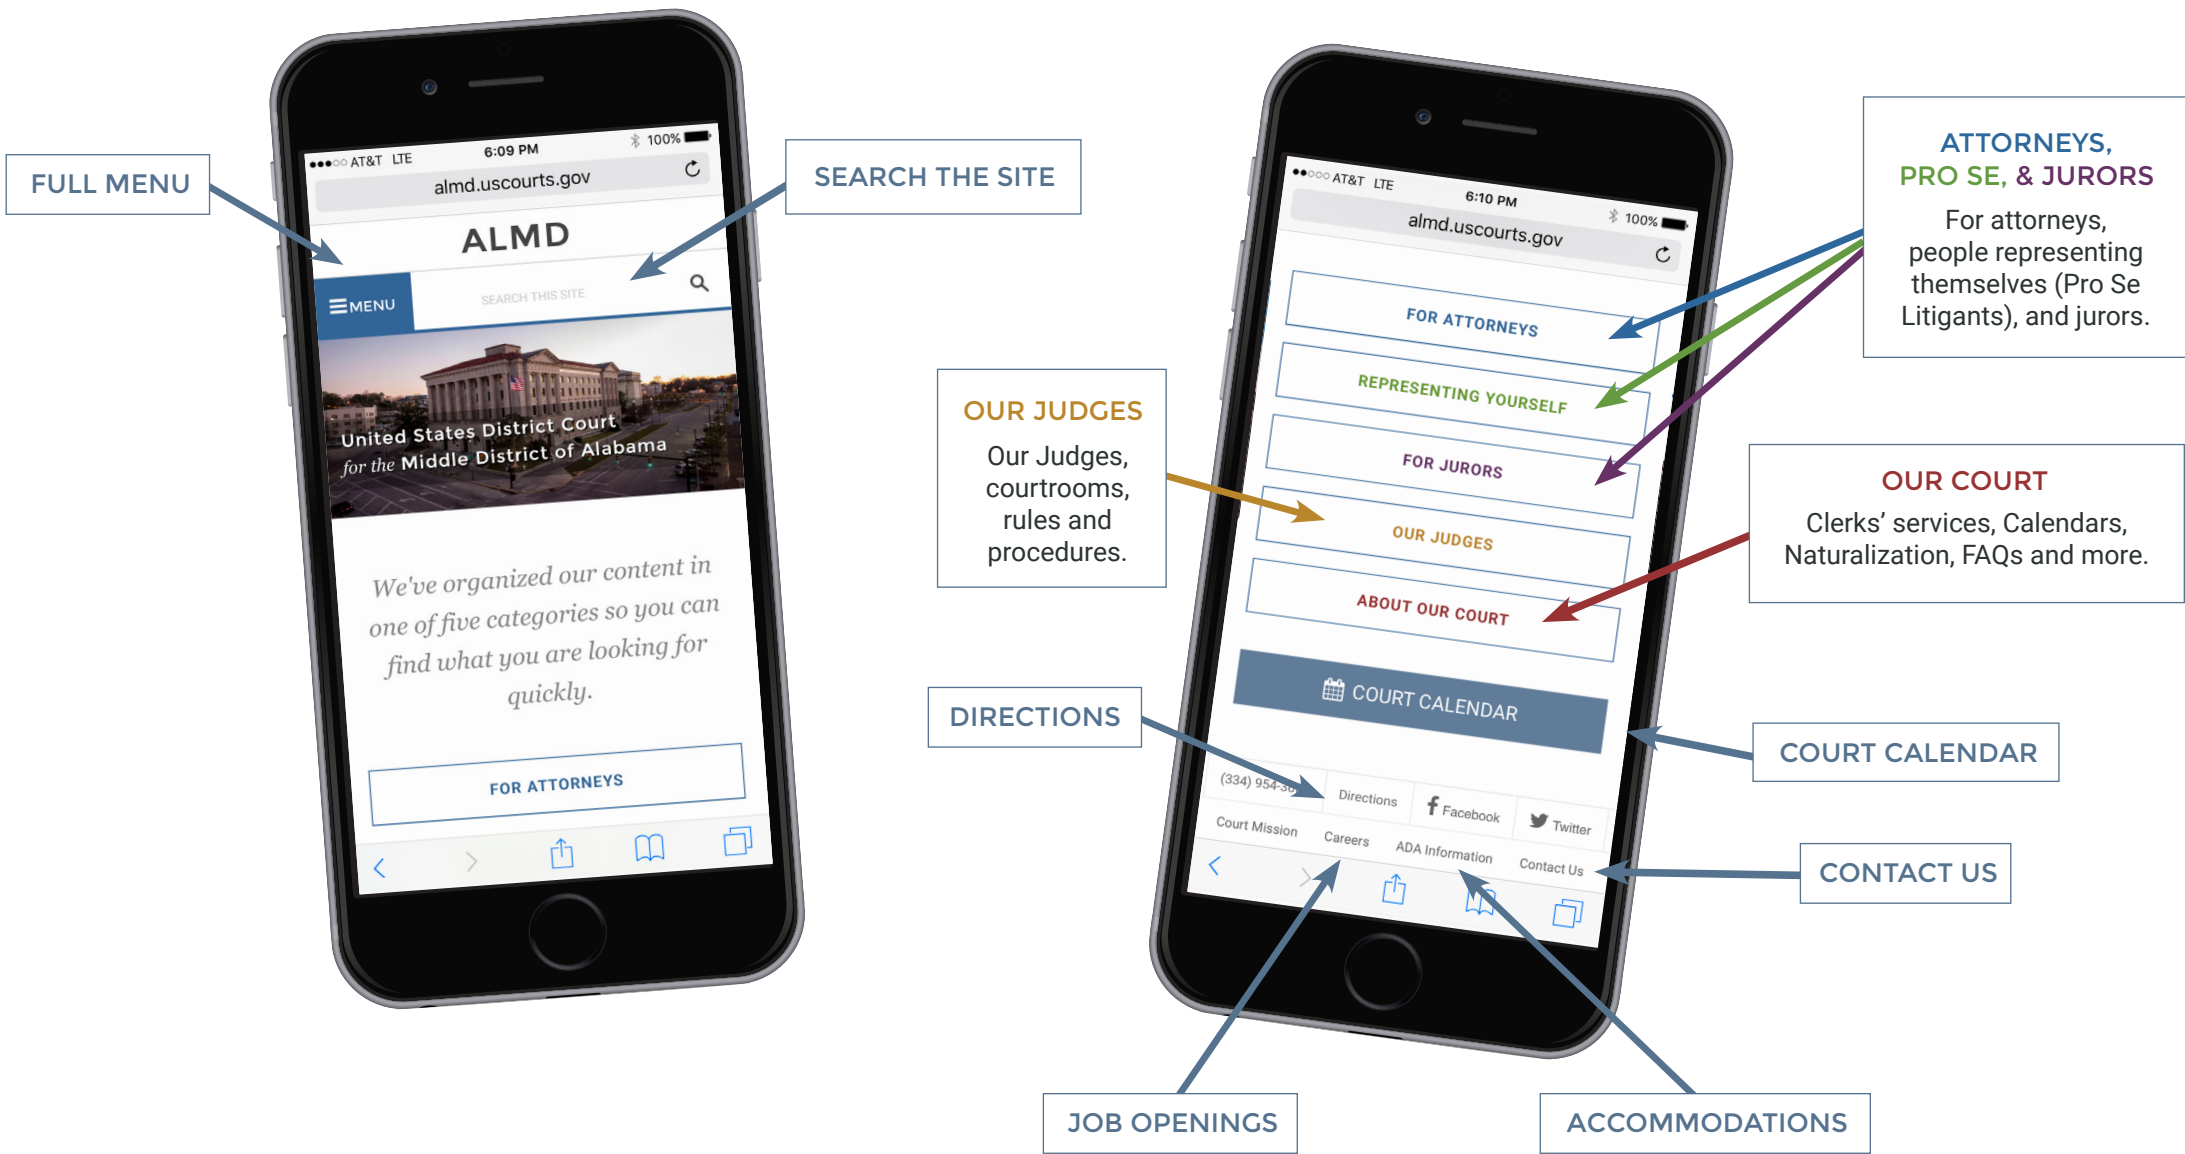 FULL MENU
SEARCH THE SITE
AT&T LTE 6:09 PM 100%
almd.uscourts.gov
ALMD
MENU SEARCH THIS SITE
United States District Court
for the Middle District of Alabama
We've organized our content in
one of five categories so you can
find what you are looking for
quickly.
FOR ATTORNEYS
AT&T LTE 6:10 PM 100%
almd.uscourts.gov
FOR ATTORNEYS
REPRESENTING YOURSELF
FOR JURORS
OUR JUDGES
ABOUT OUR COURT
COURT CALENDAR
(334) 954-3 Directions Facebook Twitter
Court Mission Careers ADA Information Contact Us
ATTORNEYS,
PRO SE, & JURORS
For attorneys,
people representing
themselves (Pro Se
Litigants), and jurors.
OUR JUDGES
Our Judges,
courtrooms,
rules and
procedures.
OUR COURT
Clerks’ services, Calendars,
Naturalization, FAQs and more.
DIRECTIONS
COURT CALENDAR
CONTACT US
JOB OPENINGS
ACCOMMODATIONS